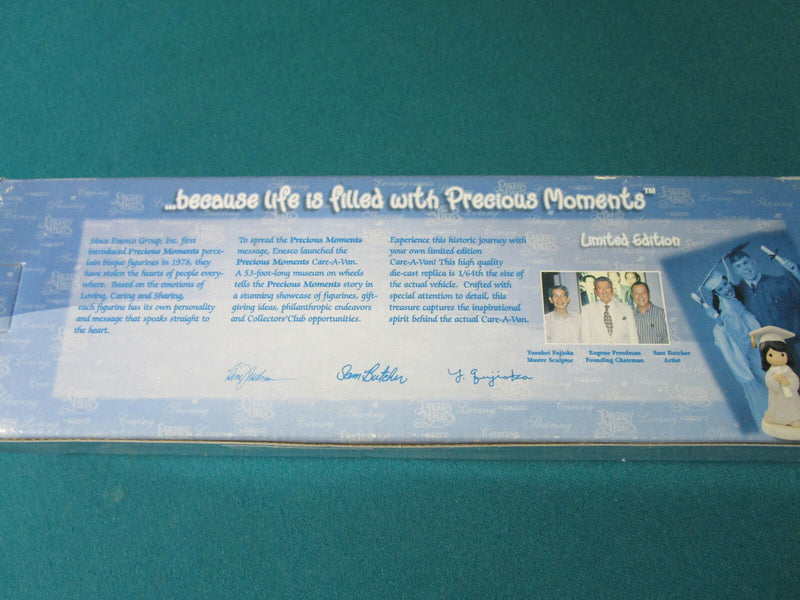 ...because life is filled with Precious Moments™
Since Enesco Group, Inc. first
introduced Precious Moments porce-
lain bisque figurines in 1978, they
have stolen the hearts of people every-
where. Based on the emotions of
Loving, Caring and Sharing,
each figurine has its own personality
and message that speaks straight to
the heart.
To spread the Precious Moments
message, Enesco launched the
Precious Moments Care-A-Van.
A 53-foot-long museum on wheels
tells the Precious Moments story in
a stunning showcase of figurines, gift-
giving ideas, philanthropic endeavors
and Collectors' Club opportunities.
Experience this historic journey with
your own limited edition
Care-A-Van! This high quality
die-cast replica is 1/64th the size of
the actual vehicle. Crafted with
special attention to detail, this
treasure captures the inspirational
spirit behind the actual Care-A-Van.
Limited Edition
Yasuhei Fujioka
Master Sculptor
Eugene Freedman
Founding Chairman
Sam Butcher
Artist
Sam Butcher
Y. Fujioka